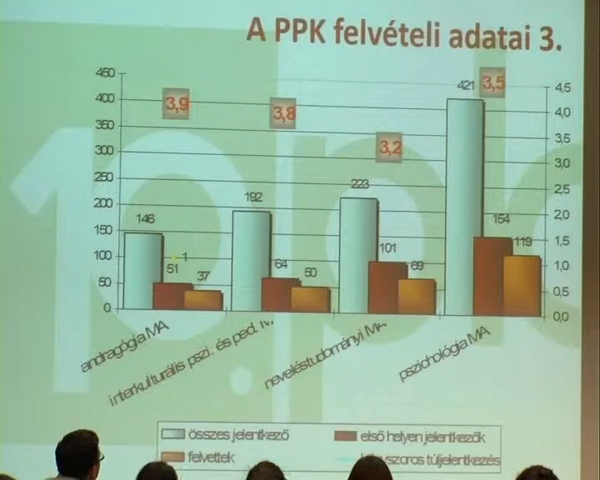 A PPK felvételi adatai 3.
450 400 350 300 250 200 150 100 50 0
3,9 3,8 3,2 3,5
146 51 1 37
192 64 50
223 101 69
421 154 119
4,5 4,0 3,5 3,0 2,5 2,0 1,5 1,0 0,5 0,0
andragógia MA
interkulturális pszi. és ped.
neveléstudományi MA
pszichológia MA
összes jelentkező első helyen jelentkezők
felvettek túljelentkezés